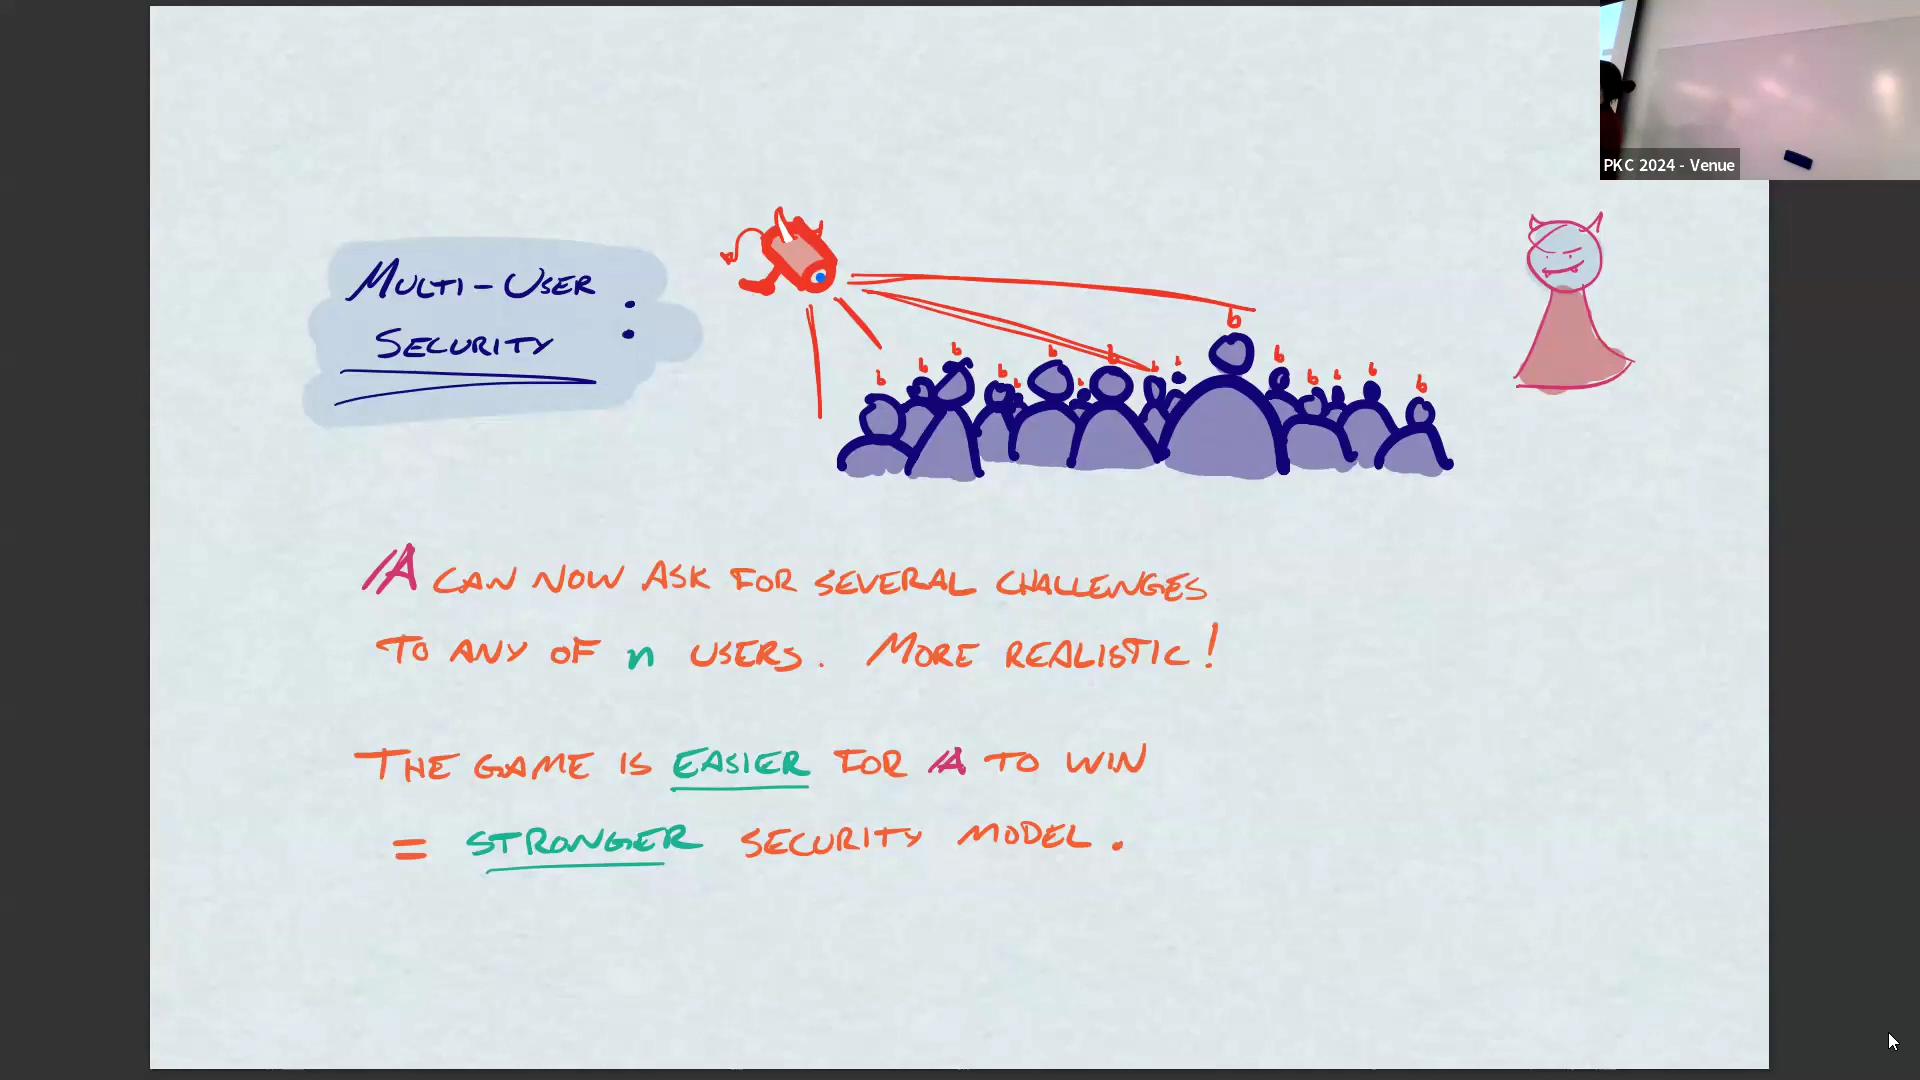 PKC 2024 - Venue
MULTI-USER
SECURITY :
b b b b b b b b b b b b b b b b b
A CAN NOW ASK FOR SEVERAL CHALLENGES
TO ANY OF n USERS. MORE REALISTIC!
THE GAME IS EASIER FOR A TO WIN
= STRONGER SECURITY MODEL.